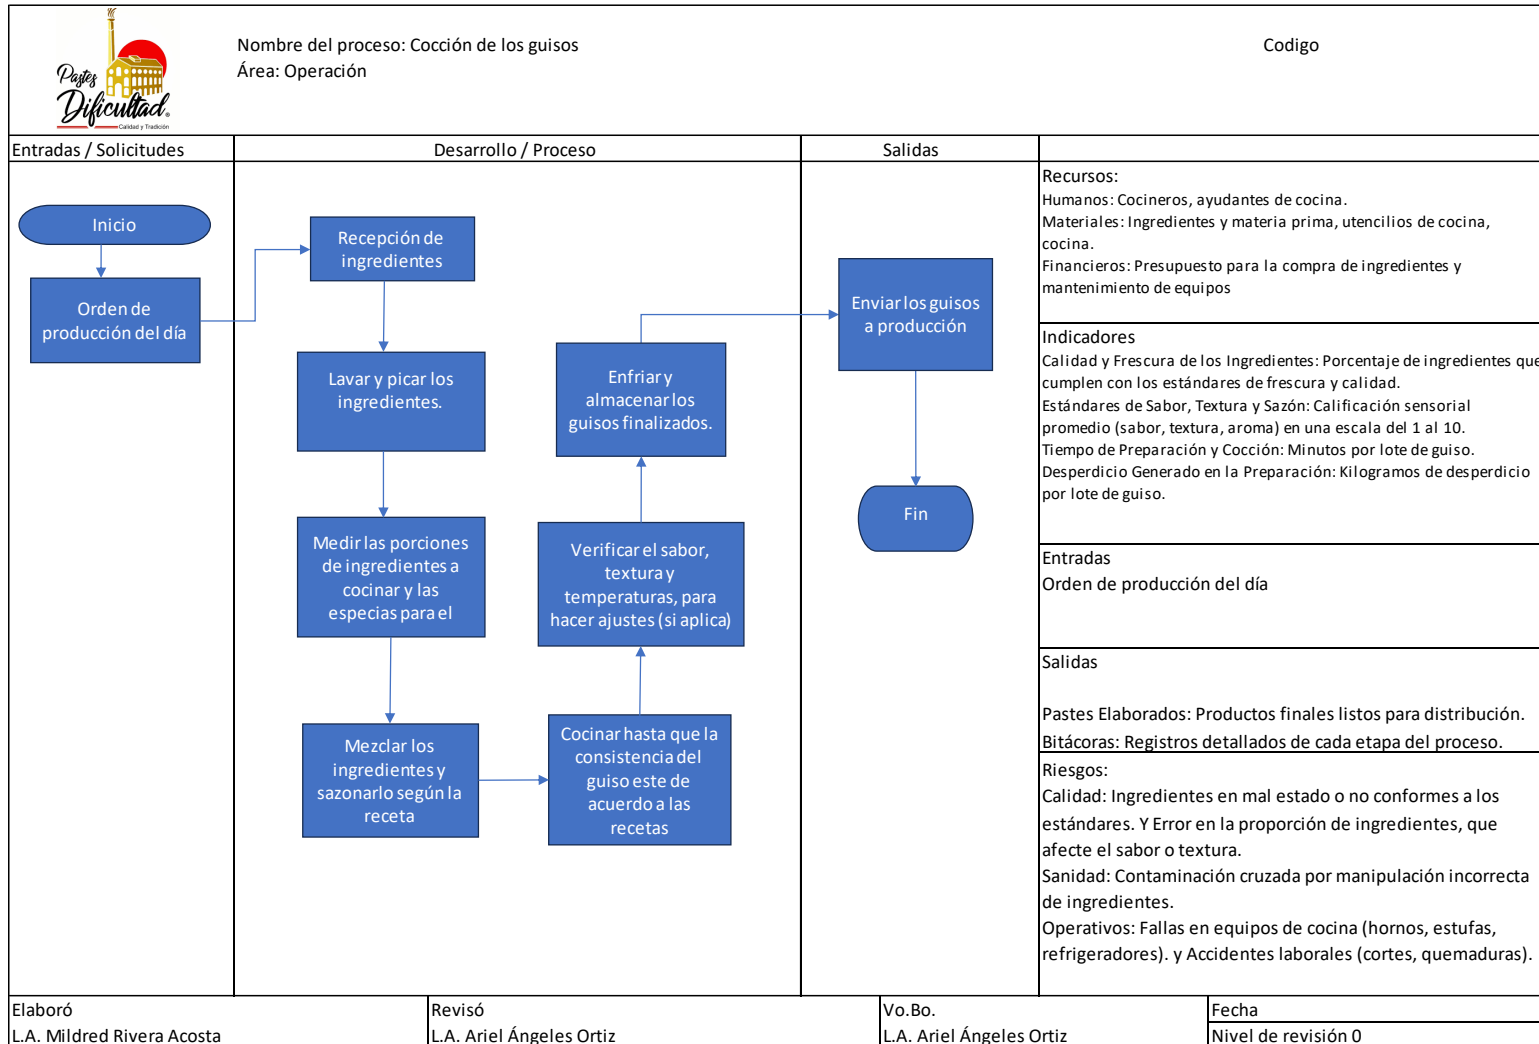 Pastes
Dificultad
Calidad y Tradición
Nombre del proceso: Cocción de los guisos
Área: Operación
Codigo
Entradas / Solicitudes
Desarrollo / Proceso
Salidas
Inicio
Orden de
producción del día
Recepción de
ingredientes
Lavar y picar los
ingredientes.
Medir las porciones
de ingredientes a
cocinar y las
especias para el
Mezclar los
ingredientes y
sazonarlo según la
receta
Cocinar hasta que la
consistencia del
guiso este de
acuerdo a las
recetas
Verificar el sabor,
textura y
temperaturas, para
hacer ajustes (si aplica)
Enfriar y
almacenar los
guisos finalizados.
Enviar los guisos
a producción
Fin
Recursos:
Humanos: Cocineros, ayudantes de cocina.
Materiales: Ingredientes y materia prima, utencilios de cocina,
cocina.
Financieros: Presupuesto para la compra de ingredientes y
mantenimiento de equipos
Indicadores
Calidad y Frescura de los Ingredientes: Porcentaje de ingredientes que
cumplen con los estándares de frescura y calidad.
Estándares de Sabor, Textura y Sazón: Calificación sensorial
promedio (sabor, textura, aroma) en una escala del 1 al 10.
Tiempo de Preparación y Cocción: Minutos por lote de guiso.
Desperdicio Generado en la Preparación: Kilogramos de desperdicio
por lote de guiso.
Entradas
Orden de producción del día
Salidas
Pastes Elaborados: Productos finales listos para distribución.
Bitácoras: Registros detallados de cada etapa del proceso.
Riesgos:
Calidad: Ingredientes en mal estado o no conformes a los
estándares. Y Error en la proporción de ingredientes, que
afecte el sabor o textura.
Sanidad: Contaminación cruzada por manipulación incorrecta
de ingredientes.
Operativos: Fallas en equipos de cocina (hornos, estufas,
refrigeradores). y Accidentes laborales (cortes, quemaduras).
Elaboró
L.A. Mildred Rivera Acosta
Revisó
L.A. Ariel Ángeles Ortiz
Vo.Bo.
L.A. Ariel Ángeles Ortiz
Fecha
Nivel de revisión 0